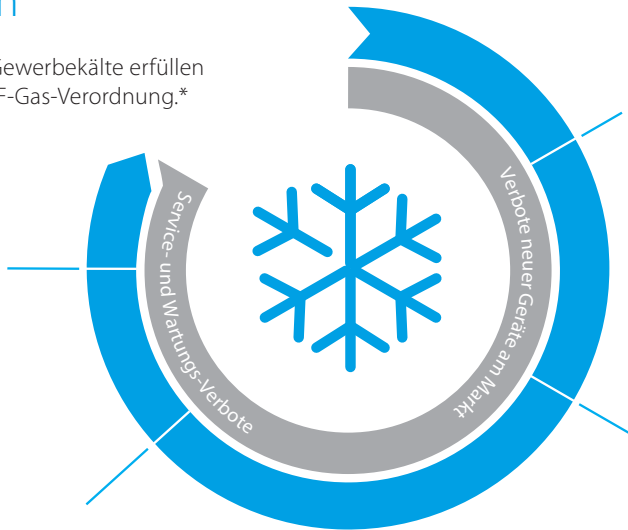 Gewerbekälte erfüllen
F-Gas-Verordnung.*
Verbote neuer Geräte am Markt
Service- und Wartungs-Verbote